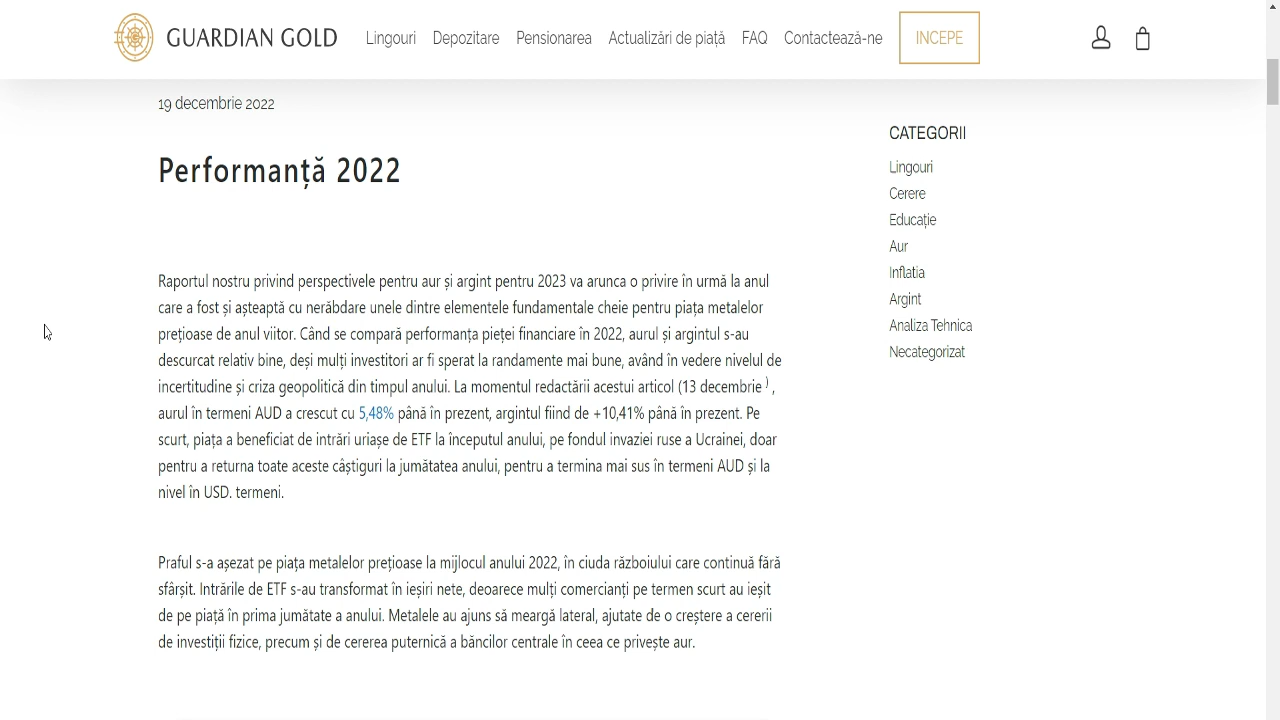 GUARDIAN GOLD
Lingouri
Depozitare
Pensionarea
Actualizări de piață
FAQ
Contactează-ne
INCEPE
19 decembrie 2022
Performanță 2022
Raportul nostru privind perspectivele pentru aur și argint pentru 2023 va arunca o privire în urmă la anul
care a fost și așteaptă cu nerăbdare unele dintre elementele fundamentale cheie pentru piața metalelor
prețioase de anul viitor. Când se compară performanța pieței financiare în 2022, aurul și argintul s-au
descurcat relativ bine, deși mulți investitori ar fi sperat la randamente mai bune, având în vedere nivelul de
incertitudine și criza geopolitică din timpul anului. La momentul redactării acestui articol (13 decembrie ) ,
aurul în termeni AUD a crescut cu 5,48% până în prezent, argintul fiind de +10,41% până în prezent. Pe
scurt, piața a beneficiat de intrări uriașe de ETF la începutul anului, pe fondul invaziei ruse a Ucrainei, doar
pentru a returna toate aceste câștiguri la jumătatea anului, pentru a termina mai sus în termeni AUD și la
nivel în USD. termeni.
Praful s-a așezat pe piața metalelor prețioase la mijlocul anului 2022, în ciuda războiului care continuă fără
sfârșit. Intrările de ETF s-au transformat în ieșiri nete, deoarece mulți comercianți pe termen scurt au ieșit
de pe piață în prima jumătate a anului. Metalele au ajuns să meargă lateral, ajutate de o creștere a cererii
de investiții fizice, precum și de cererea puternică a băncilor centrale în ceea ce privește aur.
CATEGORII
Lingouri
Cerere
Educație
Aur
Inflatia
Argint
Analiza Tehnica
Necategorizat